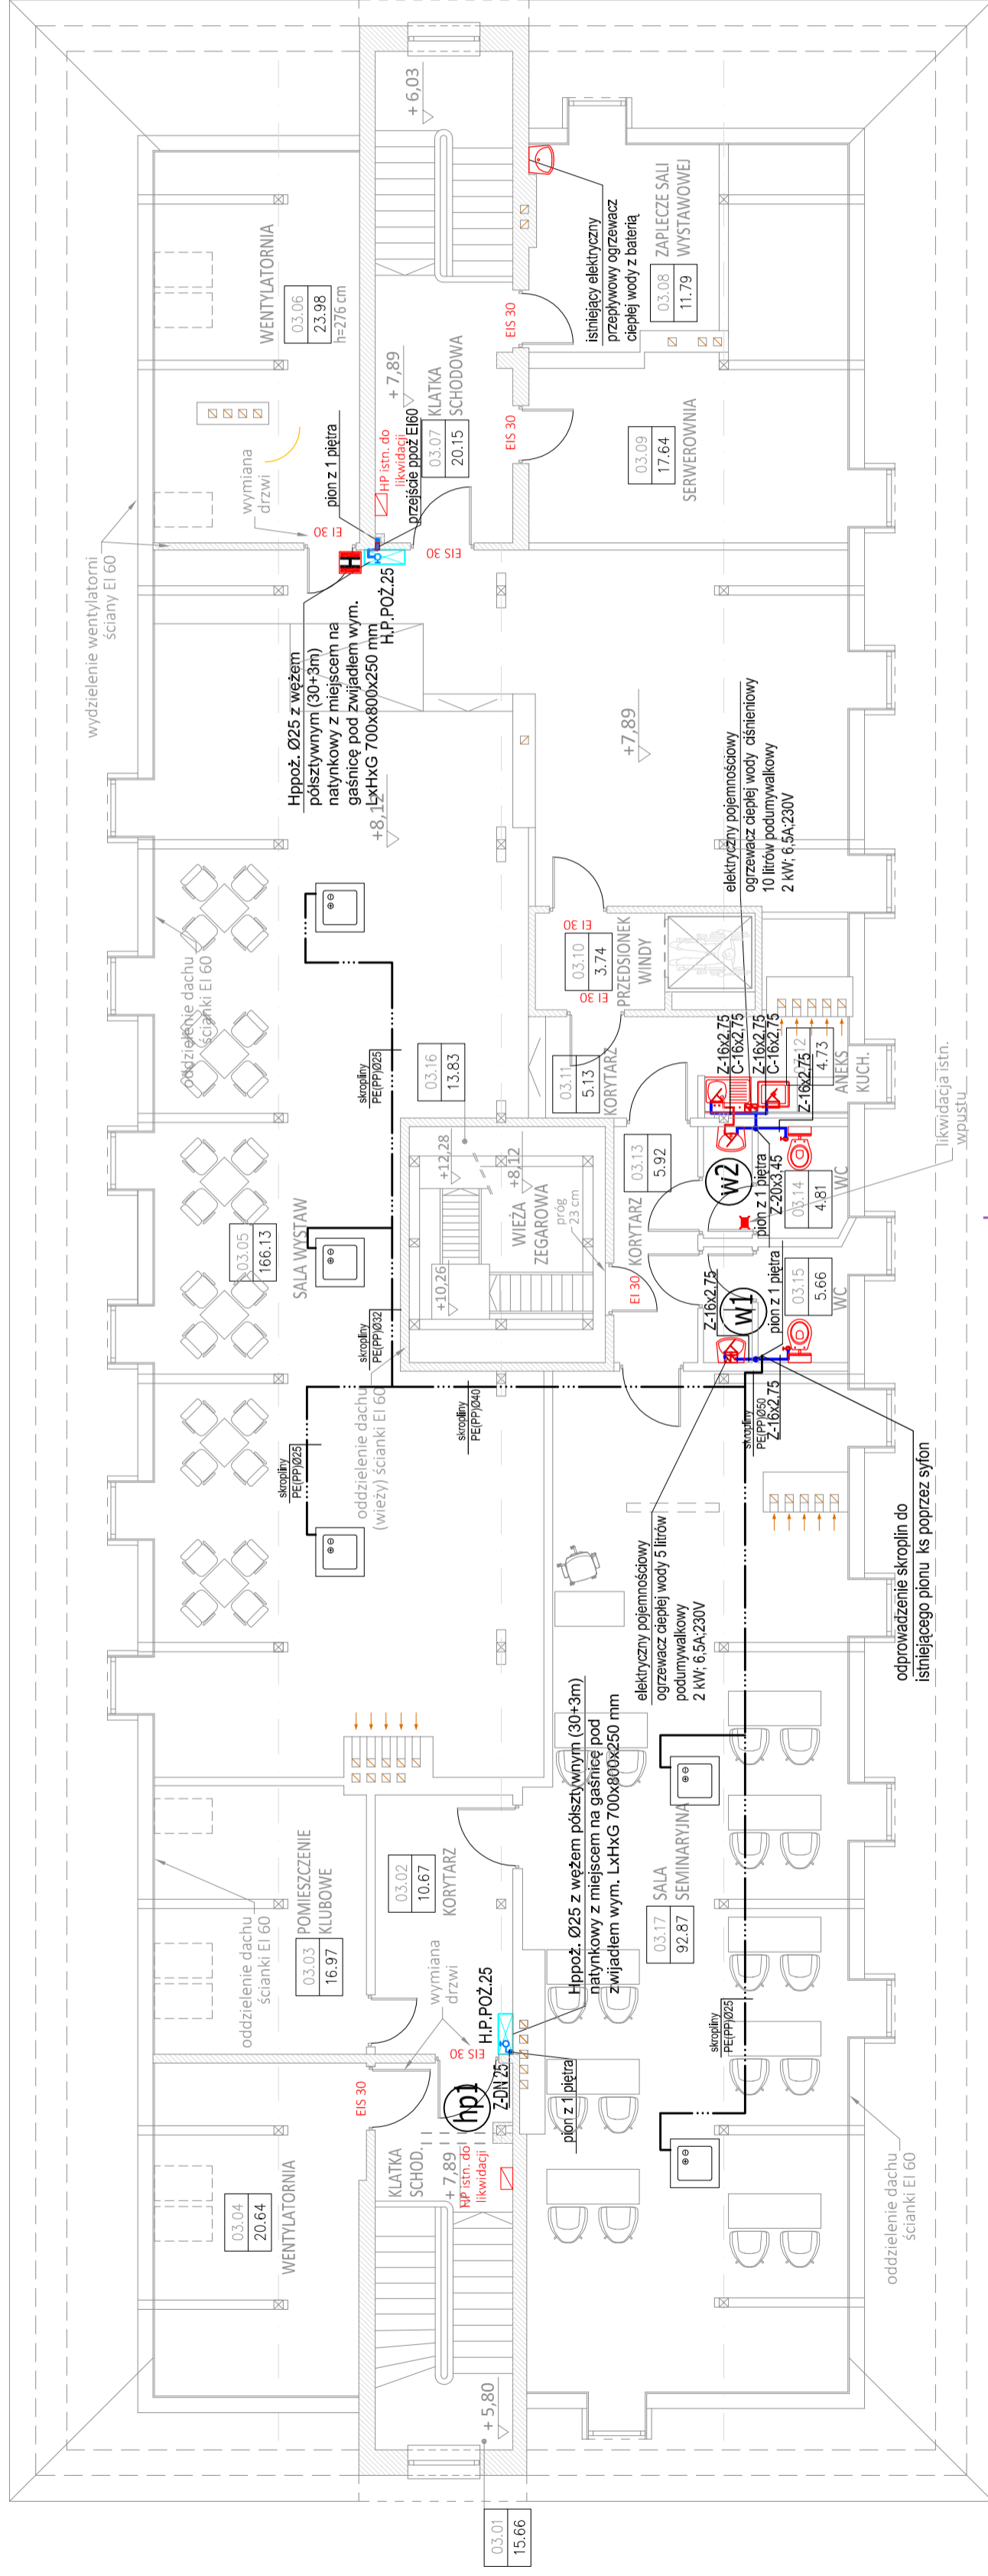 03.01
15.66
+ 5,80
03.04
20.64
WENTYLATORNIA
EIS 30
KLATKA
SCHOD.
+ 7,89
HP istn. do
likwidacji
hp1
Z-DN 25
EIS 30
wymiana
drzwi
H.P.POŻ.25
pion z 1 piętra
oddzielenie dachu
ścianki EI 60
03.03
16.97
POMIESZCZENIE
KLUBOWE
03.02
10.67
KORYTARZ
Hppoż. Ø25 z wężem półsztywnym (30+3m)
natynkowy z miejscem na gaśnicę pod
zwijadłem wym. LxHxG 700x800x250 mm
03.17
92.87
SALA
SEMINARYJNA
skropliny
PE(PP)Ø25
oddzielenie dachu
ścianki EI 60
elektryczny pojemnościowy
ogrzewacz ciepłej wody 5 litrów
podumywalkowy
2 kW; 6,5A;230V
odprowadzenie skroplin do
istniejącego pionu ks poprzez syfon
skropliny
PE(PP)Ø25
oddzielenie dachu
(wieży) ścianki EI 60
skropliny
PE(PP)Ø40
skropliny
PE(PP)Ø50
Z-16x2,75
skropliny
PE(PP)Ø32
SALA WYSTAW
03.05
166.13
+10,26
WIEŻA
ZEGAROWA
+8,12
+12,28
próg
23 cm
03.16
13.83
EI 30
KORYTARZ
03.13
5.92
Z-16x2,75
w1
pion z 1 piętra
03.15
5.66
WC
w2
pion z 1 piętra
Z-20x3,45
03.14
4.81
WC
likwidacja istn.
wpustu
skropliny
PE(PP)Ø25
03.11
5.13
KORYTARZ
Z-16x2,75
C-16x2,75
Z-16x2,75
C-16x2,75
Z-16x2,75
4.73
ANEKS
KUCH.
oddzielenie dachu
ścianki EI 60
EI 30
03.10
3.74
EI 30
PRZEDSIONEK
WINDY
elektryczny pojemnościowy
ogrzewacz ciepłej wody ciśnieniowy
10 litrów podumywalkowy
2 kW; 6,5A;230V
+7,89
+8,12
Hppoż. Ø25 z wężem
półsztywnym (30+3m)
natynkowy z miejscem na
gaśnicę pod zwijadłem wym.
LxHxG 700x800x250 mm
H.P.POŻ.25
H
wydzielenie wentylatorni
ściany EI 60
wymiana
drzwi
EI 30
pion z 1 piętra
HP istn. do
likwidacji
przejście ppoż EI60
EIS 30
WENTYLATORNIA
03.06
23.98
h=276 cm
+ 7,89
03.07
20.15
KLATKA
SCHODOWA
EIS 30
EIS 30
+ 6,03
03.09
17.64
SERWEROWNIA
istniejący elektryczny
przepływowy ogrzewacz
ciepłej wody z baterią
03.08
11.79
ZAPLECZE SALI
WYSTAWOWEJ